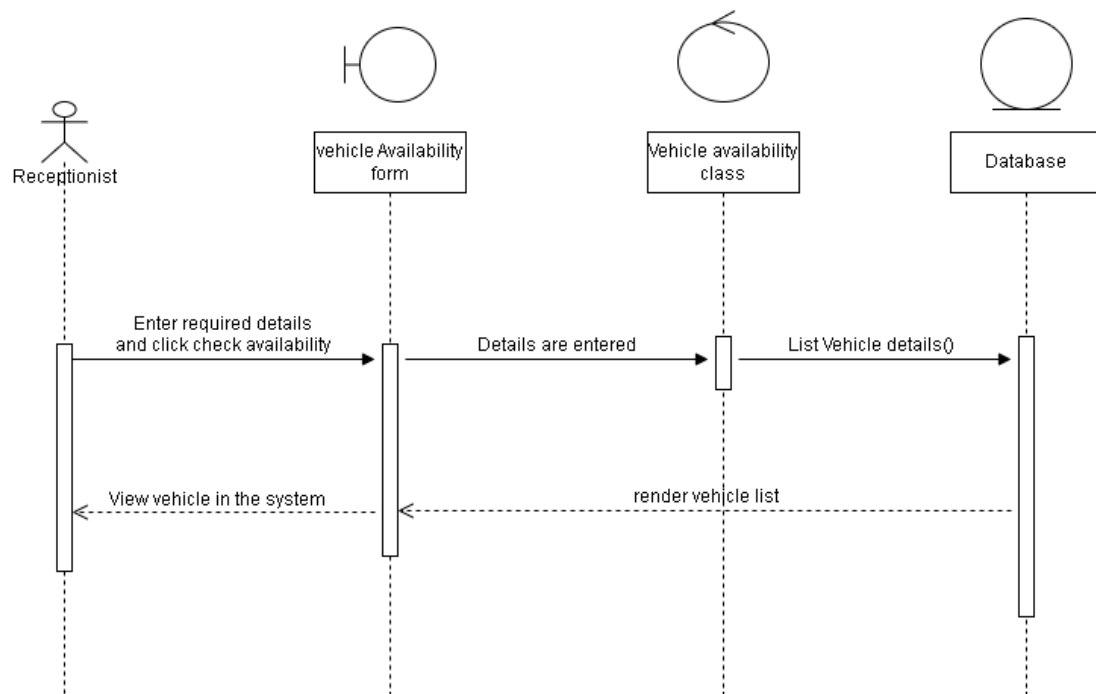 Receptionist
vehicle Availability
form
Vehicle availability
class
Database
Enter required details
and click check availability
Details are entered
List Vehicle details()
View vehicle in the system
render vehicle list